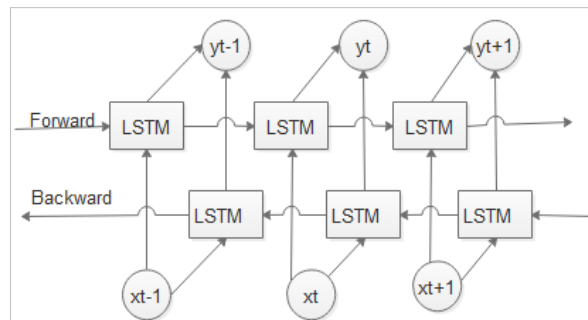 yt-1 yt yt+1
Forward LSTM LSTM LSTM
Backward LSTM LSTM LSTM
xt-1 xt xt+1